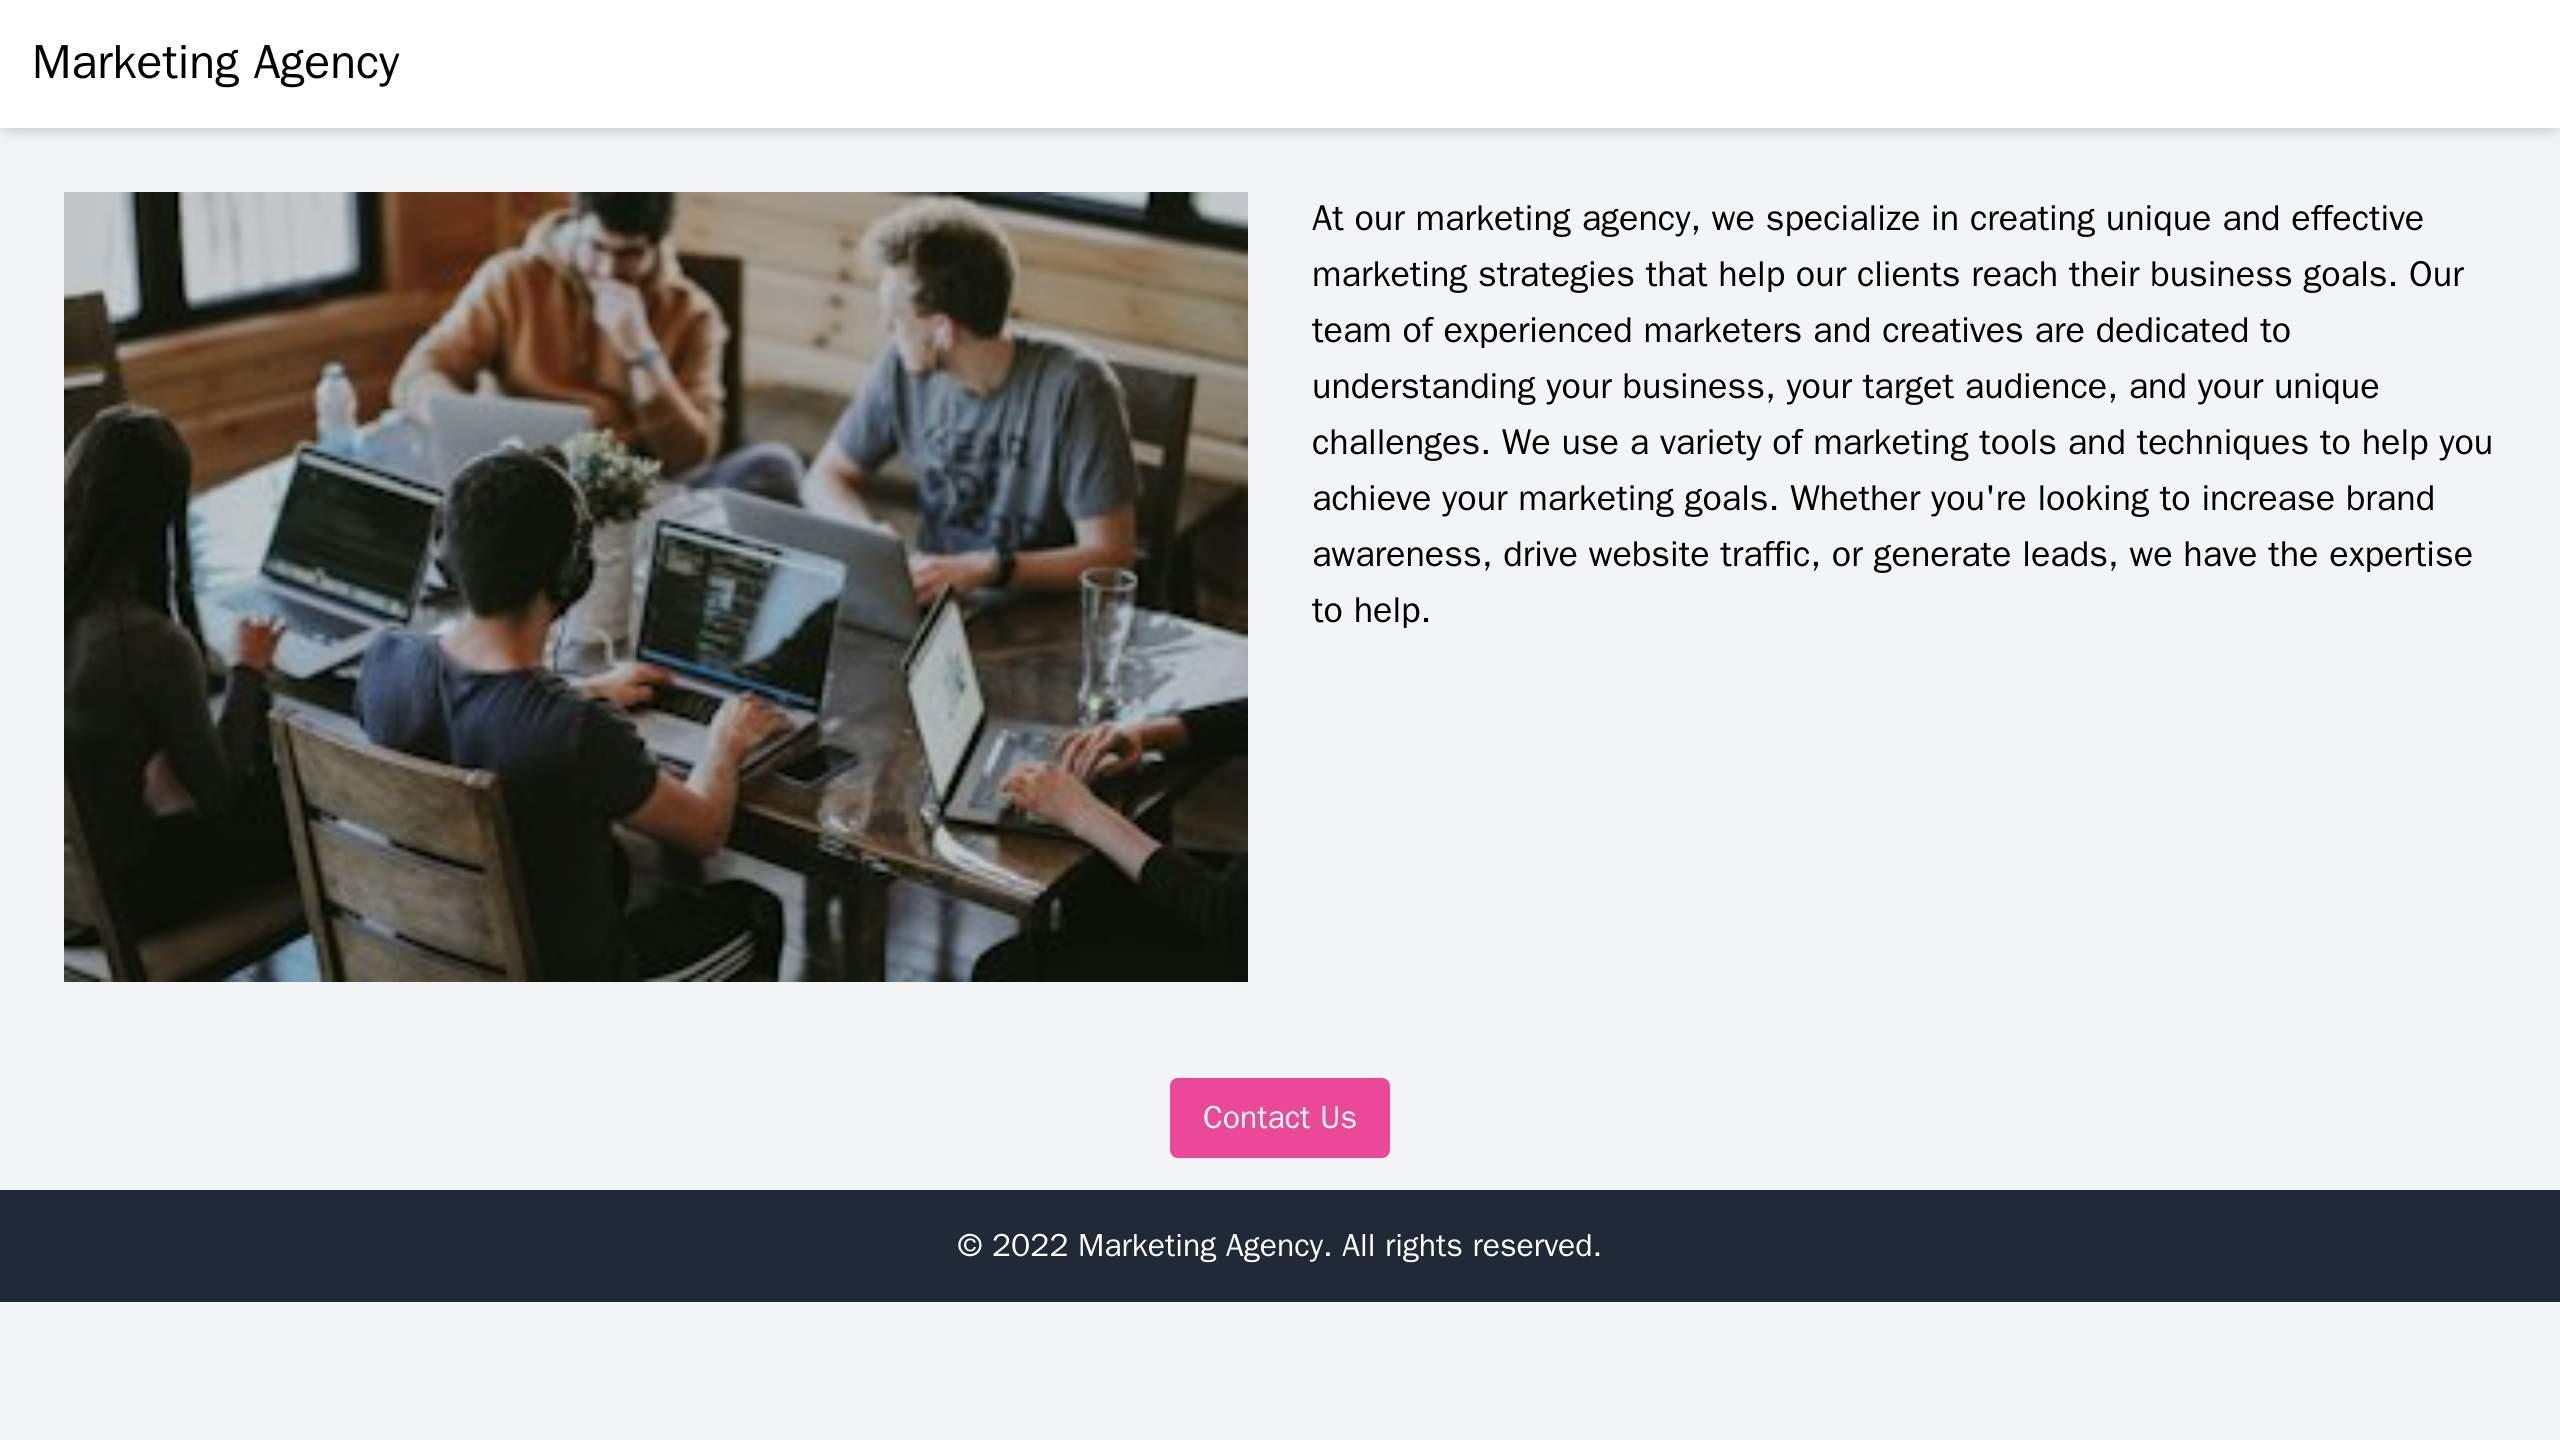 Marketing Agency
At our marketing agency, we specialize in creating unique and effective
marketing strategies that help our clients reach their business goals. Our
team of experienced marketers and creatives are dedicated to
understanding your business, your target audience, and your unique
challenges. We use a variety of marketing tools and techniques to help you
achieve your marketing goals. Whether you're looking to increase brand
awareness, drive website traffic, or generate leads, we have the expertise
to help.
Contact Us
© 2022 Marketing Agency. All rights reserved.